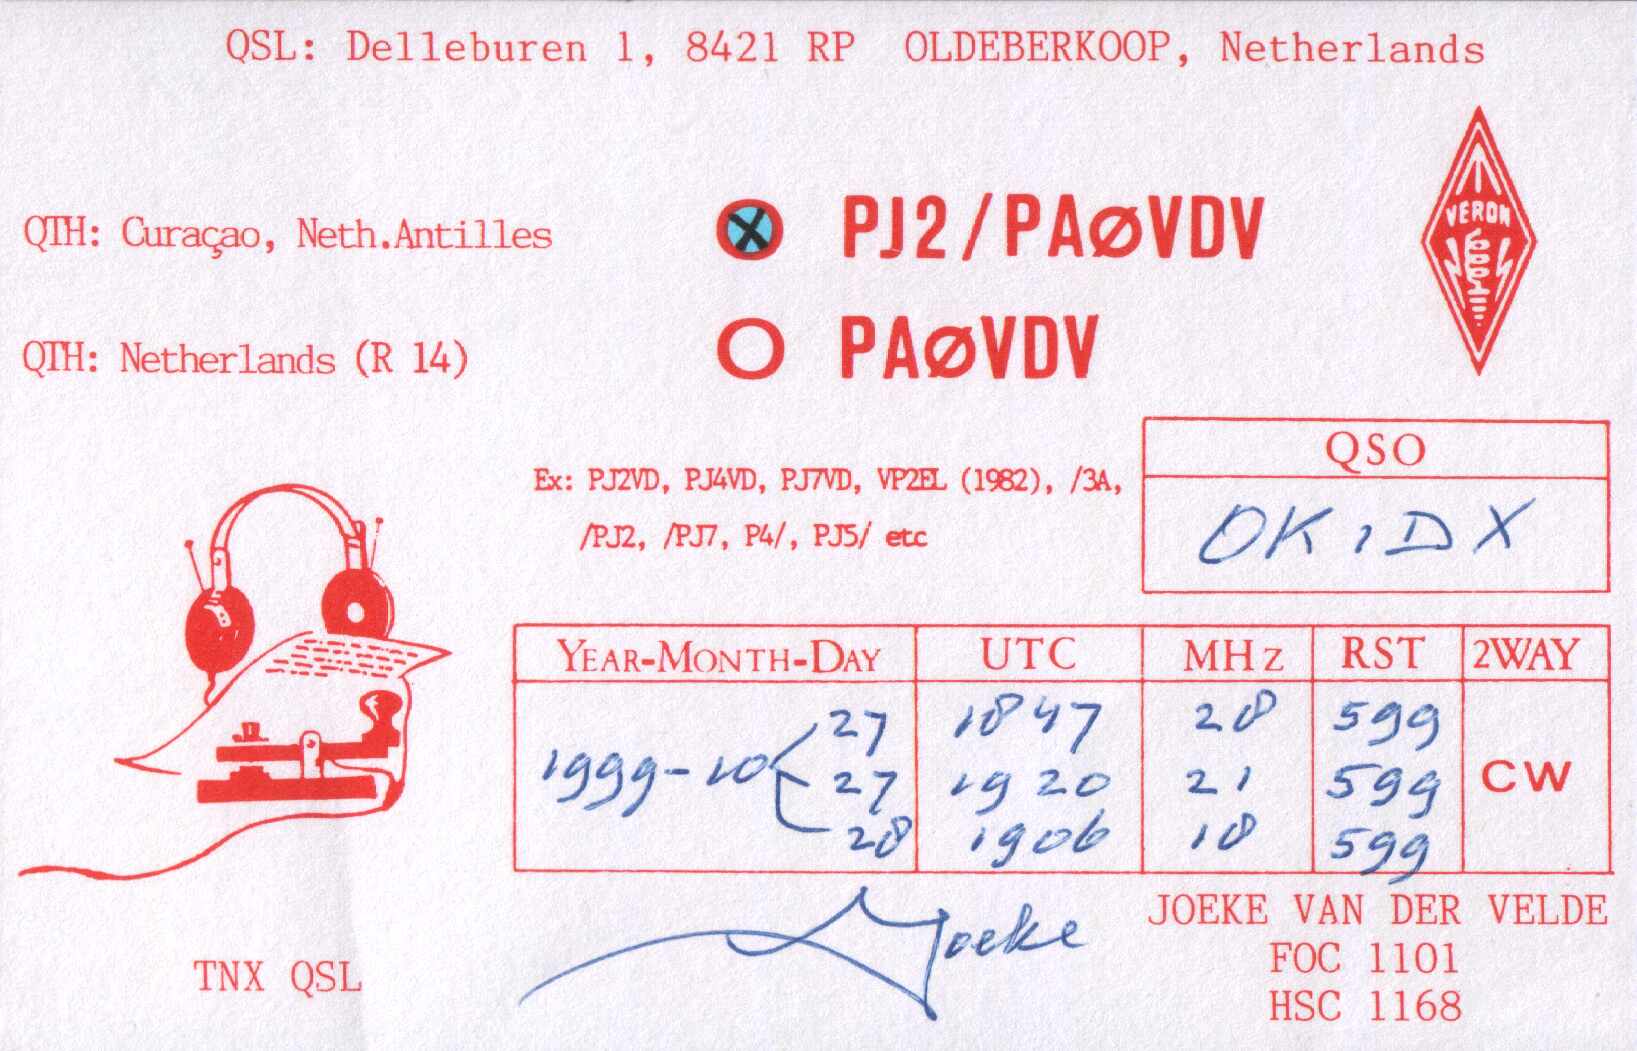 QSL: Delleburen 1, 8421 RP OLDEBERKOOP, Netherlands
VERON
QTH: Curaçao, Neth.Antilles PJ2/PAØVDV
QTH: Netherlands (R 14) PAØVDV
Ex: PJ2VD, PJ4VD, PJ7VD, VP2EL (1982), /3A,
/PJ2, /PJ7, P4/, PJ5/ etc
QSO
OK1DX
YEAR-MONTH-DAY UTC MHz RST 2WAY
27 1847 28 599
1999-10 27 1920 21 599 CW
28 1906 18 599
Joeke
JOEKE VAN DER VELDE
FOC 1101
HSC 1168
TNX QSL